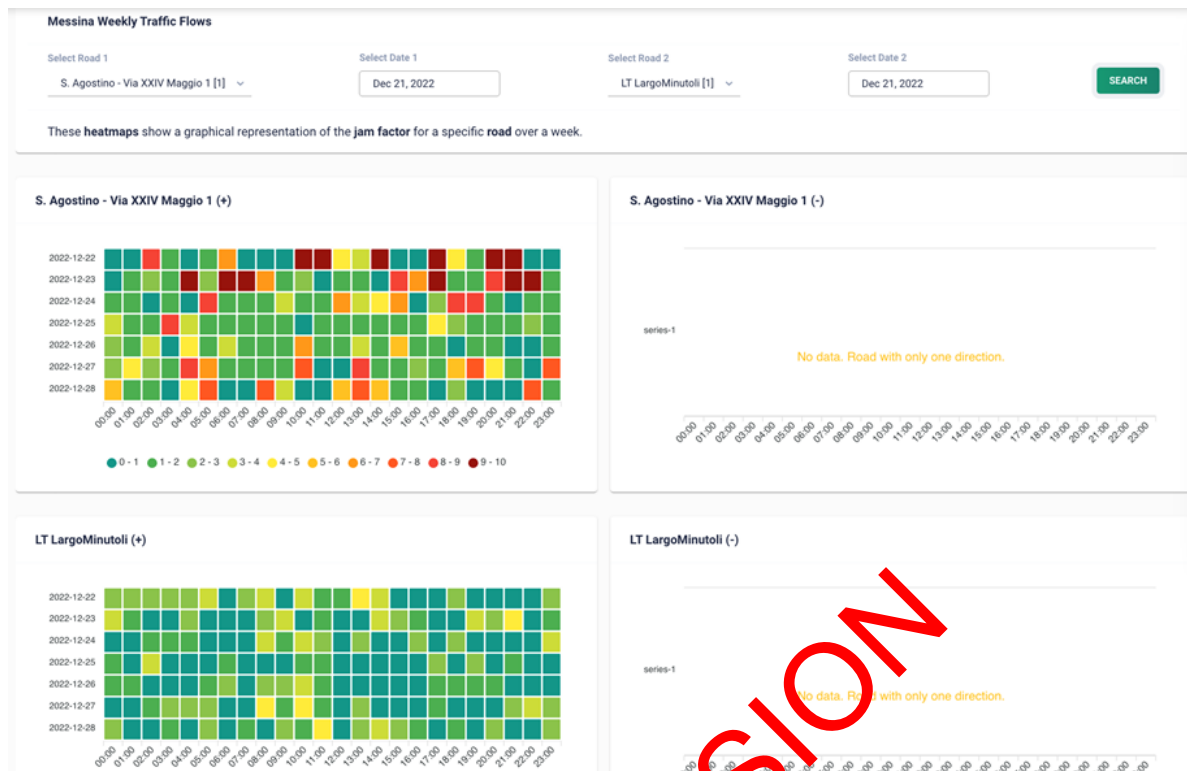 Messina Weekly Traffic Flows
Select Road 1 Select Date 1 Select Road 2 Select Date 2
S. Agostino - Via XXIV Maggio 1 [1] Dec 21, 2022 LT LargoMinutoli [1] Dec 21, 2022 SEARCH
These heatmaps show a graphical representation of the jam factor for a specific road over a week.
S. Agostino - Via XXIV Maggio 1 (+)
2022-12-22
2022-12-23
2022-12-24
2022-12-25
2022-12-26
2022-12-27
2022-12-28
00:00 01:00 02:00 03:00 04:00 05:00 06:00 07:00 08:00 09:00 10:00 11:00 12:00 13:00 14:00 15:00 16:00 17:00 18:00 19:00 20:00 21:00 22:00 23:00
0 - 1 1 - 2 2 - 3 3 - 4 4 - 5 5 - 6 6 - 7 7 - 8 8 - 9 9 - 10
S. Agostino - Via XXIV Maggio 1 (-)
series-1
No data. Road with only one direction.
00:00 01:00 02:00 03:00 04:00 05:00 06:00 07:00 08:00 09:00 10:00 11:00 12:00 13:00 14:00 15:00 16:00 17:00 18:00 19:00 20:00 21:00 22:00 23:00
LT LargoMinutoli (+)
2022-12-22
2022-12-23
2022-12-24
2022-12-25
2022-12-26
2022-12-27
2022-12-28
00:00 01:00 02:00 03:00 04:00 05:00 06:00 07:00 08:00 09:00 10:00 11:00 12:00 13:00 14:00 15:00 16:00 17:00 18:00 19:00 20:00 21:00 22:00 23:00
LT LargoMinutoli (-)
series-1
No data. Road with only one direction.
SION